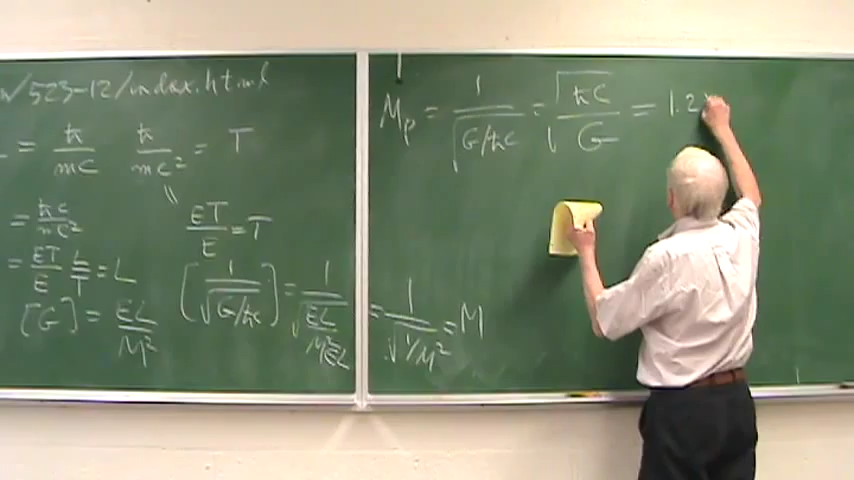 /523-12/index.html
= ħ/mc ħ/mc² = T
= ħc/mc² ET/E = T
= ET/E L/T = L
[G] = EL/M² [1/√G/ħc] = 1/√EL/M²EL = 1/√1/M² = M
M_p = 1/√G/ħc = √ħc/G = 1.2×